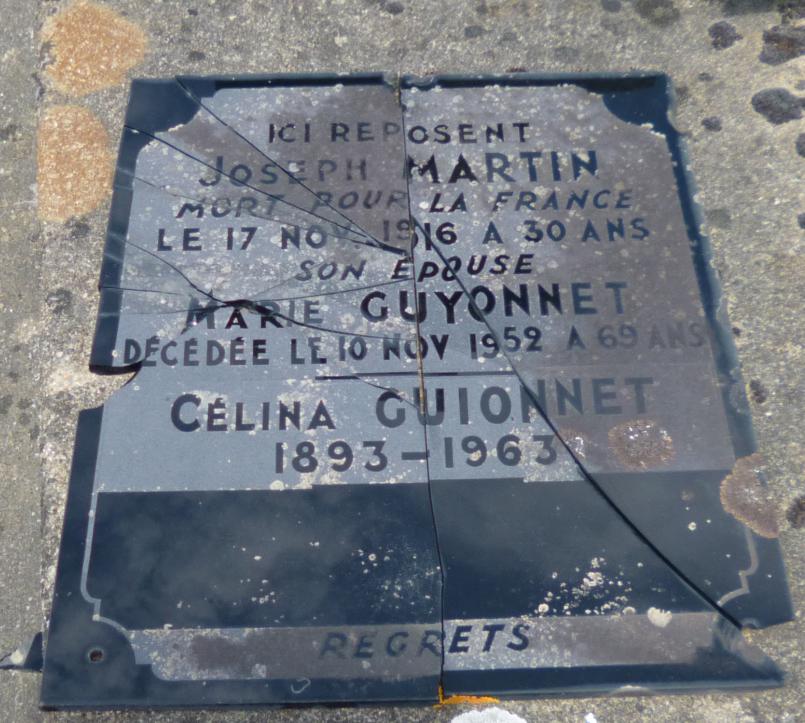 ICI REPOSENT
JOSEPH MARTIN
MORT POUR LA FRANCE
LE 17 NOV 1916 A 30 ANS
SON ÉPOUSE
MARIE GUYONNET
DÉCÉDÉE LE 10 NOV 1952 A 69 ANS
CÉLINA GUIONNET
1893-1963
REGRETS